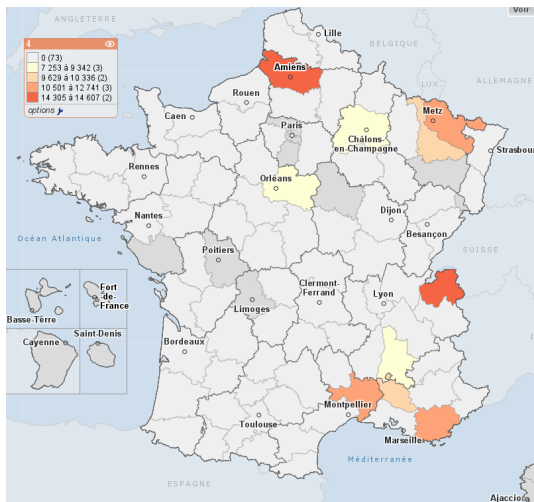 Voir
ANGLETERRE
4
0 (73)
7 253 à 9 342 (3)
9 629 à 10 336 (2)
10 501 à 12 741 (3)
14 305 à 14 607 (2)
options
Lille
BELGIQUE
Amiens
LUX
ALLEMAGNE
Rouen
Metz
Caen
Paris
Châlons
-en-Champagne
Strasbour
Rennes
Orléans
Nantes
Dijon
Besançon
Océan Atlantique
Poitiers
SUISSE
Fort
-de-
France
Basse-Terre
Clermont-
Ferrand
Lyon
Limoges
Cayenne
Saint-Denis
Bordeaux
Montpellier
Toulouse
Marseille
Méditerranée
ESPAGNE
Ajaccio